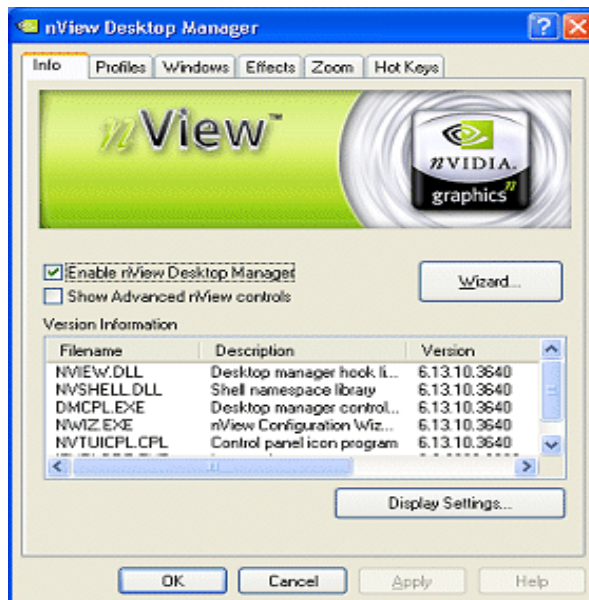 nView Desktop Manager
Info Profiles Windows Effects Zoom Hot Keys
nView™
nVIDIA.
graphics n
Enable nView Desktop Manager
Wizard...
Show Advanced nView controls
Version Information
Filename Description Version
NVIEW.DLL Desktop manager hook li... 6.13.10.3640
NVSHELL.DLL Shell namespace library 6.13.10.3640
DMCPL.EXE Desktop manager control... 6.13.10.3640
NWIZ.EXE nView Configuration Wiz... 6.13.10.3640
NVTUICPL.CPL Control panel icon program 6.13.10.3640
Display Settings...
OK Cancel Apply Help